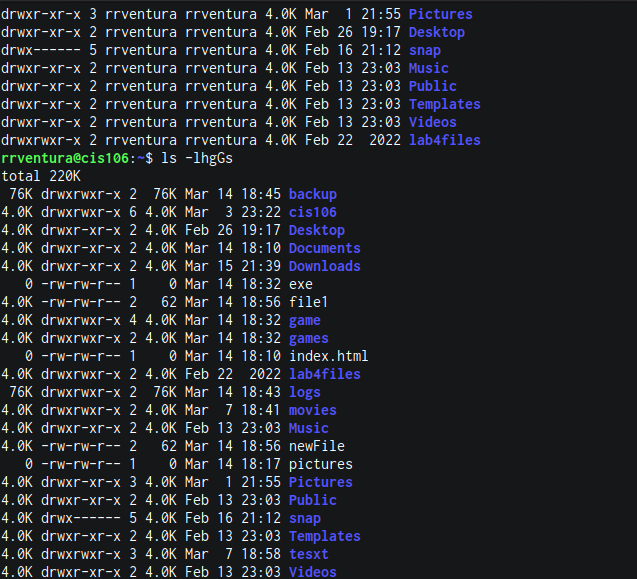 drwxr-xr-x 3 rrventura rrventura 4.0K Mar  1 21:55 Pictures
drwxr-xr-x 2 rrventura rrventura 4.0K Feb 26 19:17 Desktop
drwx------ 5 rrventura rrventura 4.0K Feb 16 21:12 snap
drwxr-xr-x 2 rrventura rrventura 4.0K Feb 13 23:03 Music
drwxr-xr-x 2 rrventura rrventura 4.0K Feb 13 23:03 Public
drwxr-xr-x 2 rrventura rrventura 4.0K Feb 13 23:03 Templates
drwxr-xr-x 2 rrventura rrventura 4.0K Feb 13 23:03 Videos
drwxrwxr-x 2 rrventura rrventura 4.0K Feb 22  2022 lab4files
rrventura@cis106:~$ ls -lhgGs
total 220K
 76K drwxrwxr-x 2  76K Mar 14 18:45 backup
4.0K drwxrwxr-x 6 4.0K Mar  3 23:22 cis106
4.0K drwxr-xr-x 2 4.0K Feb 26 19:17 Desktop
4.0K drwxr-xr-x 2 4.0K Mar 14 18:10 Documents
4.0K drwxr-xr-x 2 4.0K Mar 15 21:39 Downloads
   0 -rw-rw-r-- 1    0 Mar 14 18:32 exe
4.0K -rw-rw-r-- 2   62 Mar 14 18:56 file1
4.0K drwxrwxr-x 4 4.0K Mar 14 18:32 game
4.0K drwxrwxr-x 2 4.0K Mar 14 18:32 games
   0 -rw-rw-r-- 1    0 Mar 14 18:10 index.html
4.0K drwxrwxr-x 2 4.0K Feb 22  2022 lab4files
 76K drwxrwxr-x 2  76K Mar 14 18:43 logs
4.0K drwxrwxr-x 2 4.0K Mar  7 18:41 movies
4.0K drwxr-xr-x 2 4.0K Feb 13 23:03 Music
4.0K -rw-rw-r-- 2   62 Mar 14 18:56 newFile
   0 -rw-rw-r-- 1    0 Mar 14 18:17 pictures
4.0K drwxr-xr-x 3 4.0K Mar  1 21:55 Pictures
4.0K drwxr-xr-x 2 4.0K Feb 13 23:03 Public
4.0K drwx------ 5 4.0K Feb 16 21:12 snap
4.0K drwxr-xr-x 2 4.0K Feb 13 23:03 Templates
4.0K drwxrwxr-x 3 4.0K Mar  7 18:58 tesxt
4.0K drwxr-xr-x 2 4.0K Feb 13 23:03 Videos